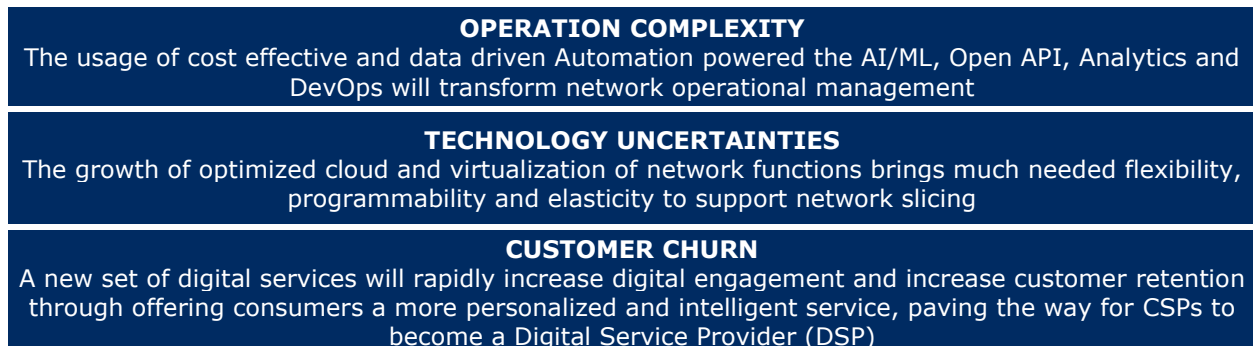 OPERATION COMPLEXITY
The usage of cost effective and data driven Automation powered the AI/ML, Open API, Analytics and
DevOps will transform network operational management
TECHNOLOGY UNCERTAINTIES
The growth of optimized cloud and virtualization of network functions brings much needed flexibility,
programmability and elasticity to support network slicing
CUSTOMER CHURN
A new set of digital services will rapidly increase digital engagement and increase customer retention
through offering consumers a more personalized and intelligent service, paving the way for CSPs to
become a Digital Service Provider (DSP)